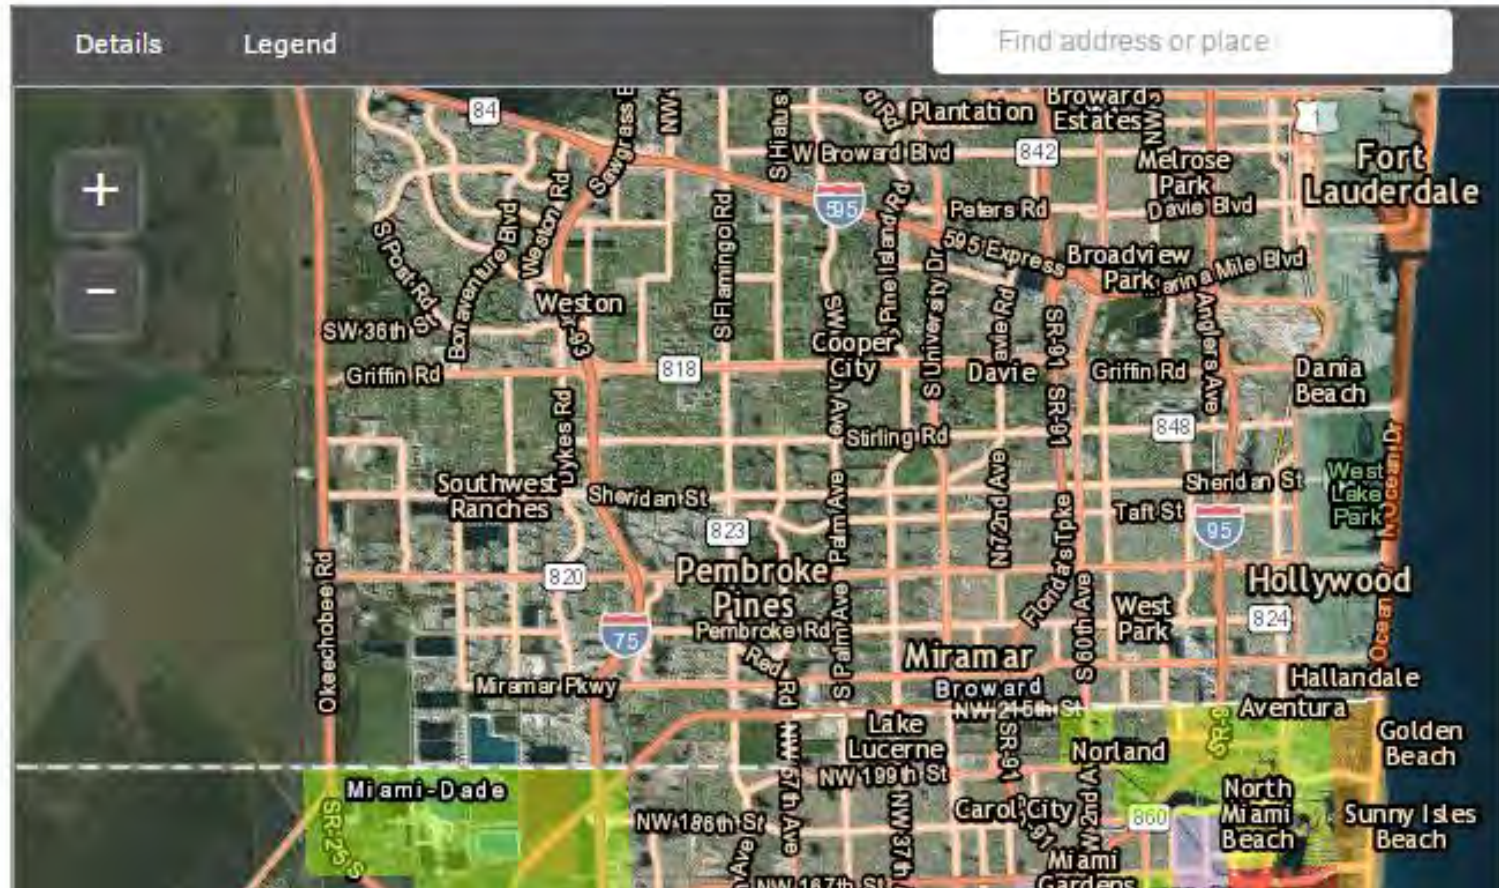 Details
Legend
Find address or place
+
−
84
Sawgrass
S Hiatus
Plantation
Broward
Estates
1
W Broward Blvd
842
Melrose
Park
Fort
Lauderdale
595
Peters Rd
Davie Blvd
S Post Rd
Bonaventure Blvd
Weston Rd
S Flamingo Rd
Pine Island Rd
595 Express
Broadview
Park
Mile Blvd
S University Dr
Davie Rd
Weston
SW 36th St
SR-91
Anglers Ave
Cooper
City
Griffin Rd
818
Davie
Griffin Rd
Dania
Beach
Dykes Rd
SR-91
848
Stirling Rd
Southwest
Ranches
Sheridan St
Sheridan St
West
Lake
Park
N Ocean Dr
Palm Ave
N 72nd Ave
Taft St
95
823
820
Okeechobee Rd
Pembroke
Pines
Florida's Tpke
Hollywood
S 60th Ave
West
Park
824
75
Pembroke Rd
S Palm Ave
Red Rd
Miramar
Miramar Pkwy
Broward
Hallandale
NW 215th St
Aventura
Lake
Lucerne
SR-91
Norland
Golden
Beach
NW 199th St
Miami-Dade
NW 57th Ave
Carol City
North
Miami
Beach
Sunny Isles
Beach
860
SR-25
NW 186th St
NW 37th
Miami
Gardens
NW 167th St